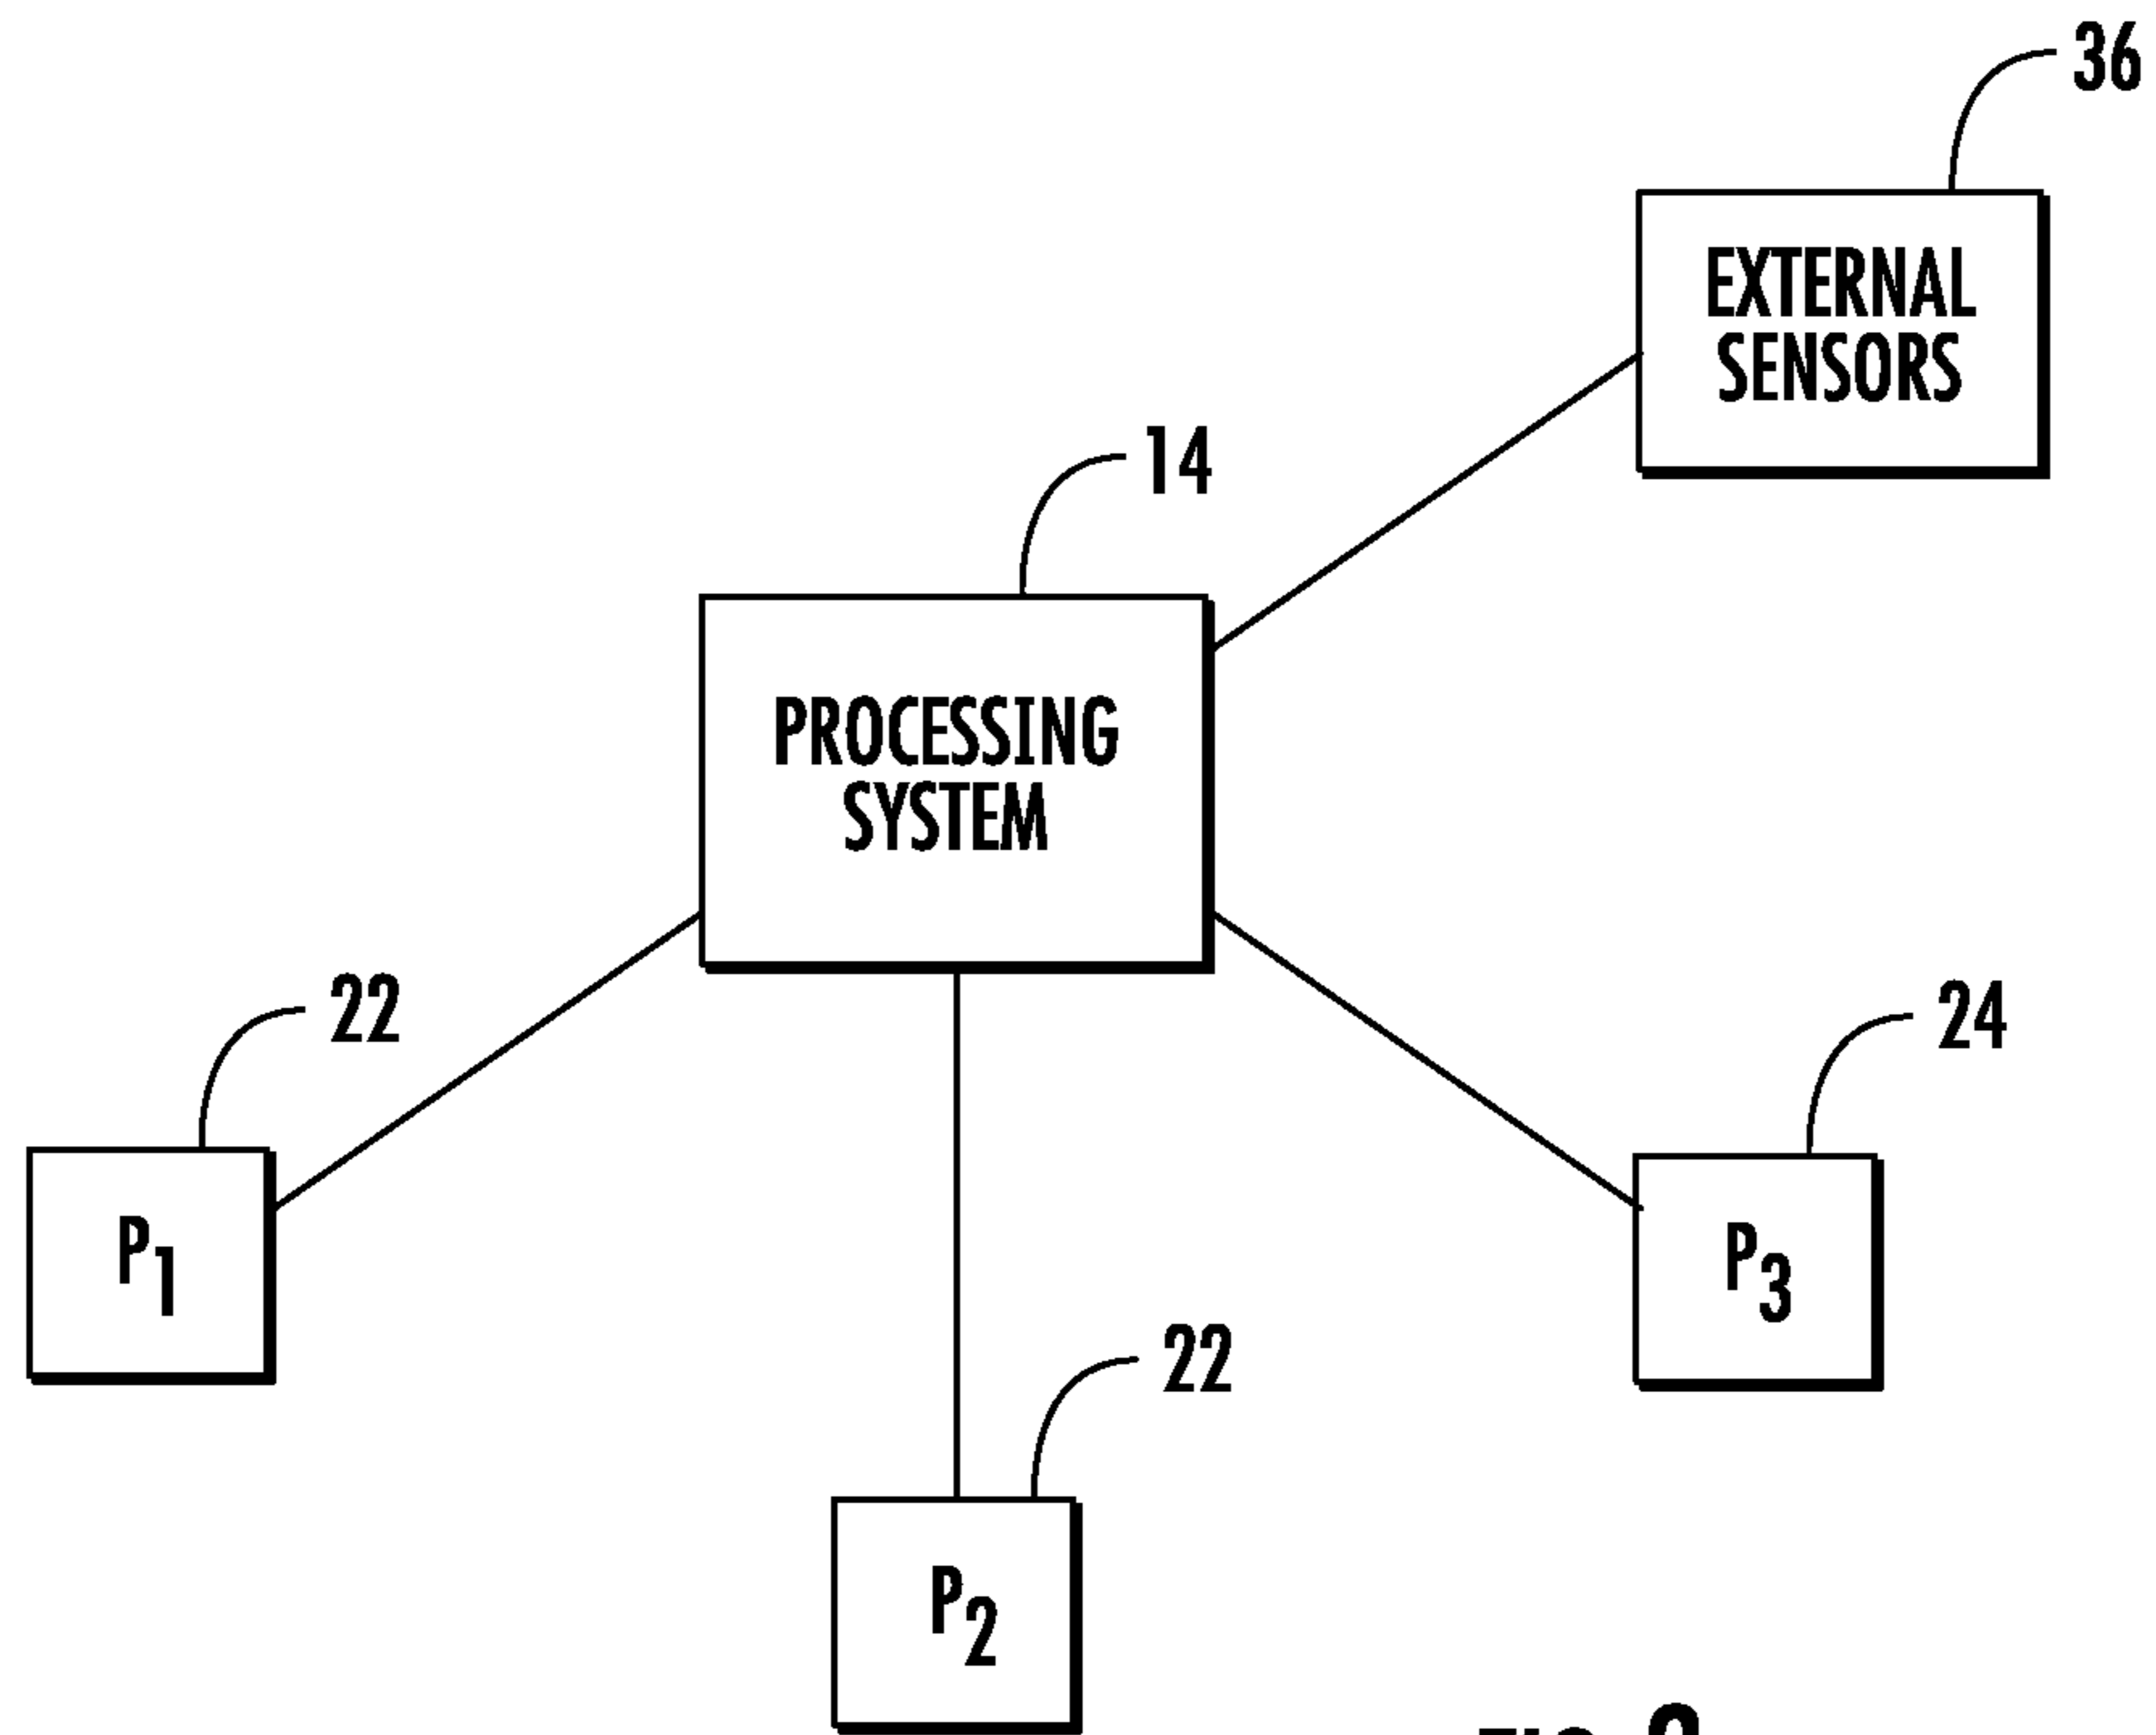 36
EXTERNAL
SENSORS
14
PROCESSING
SYSTEM
22
24
P1
P3
22
P2